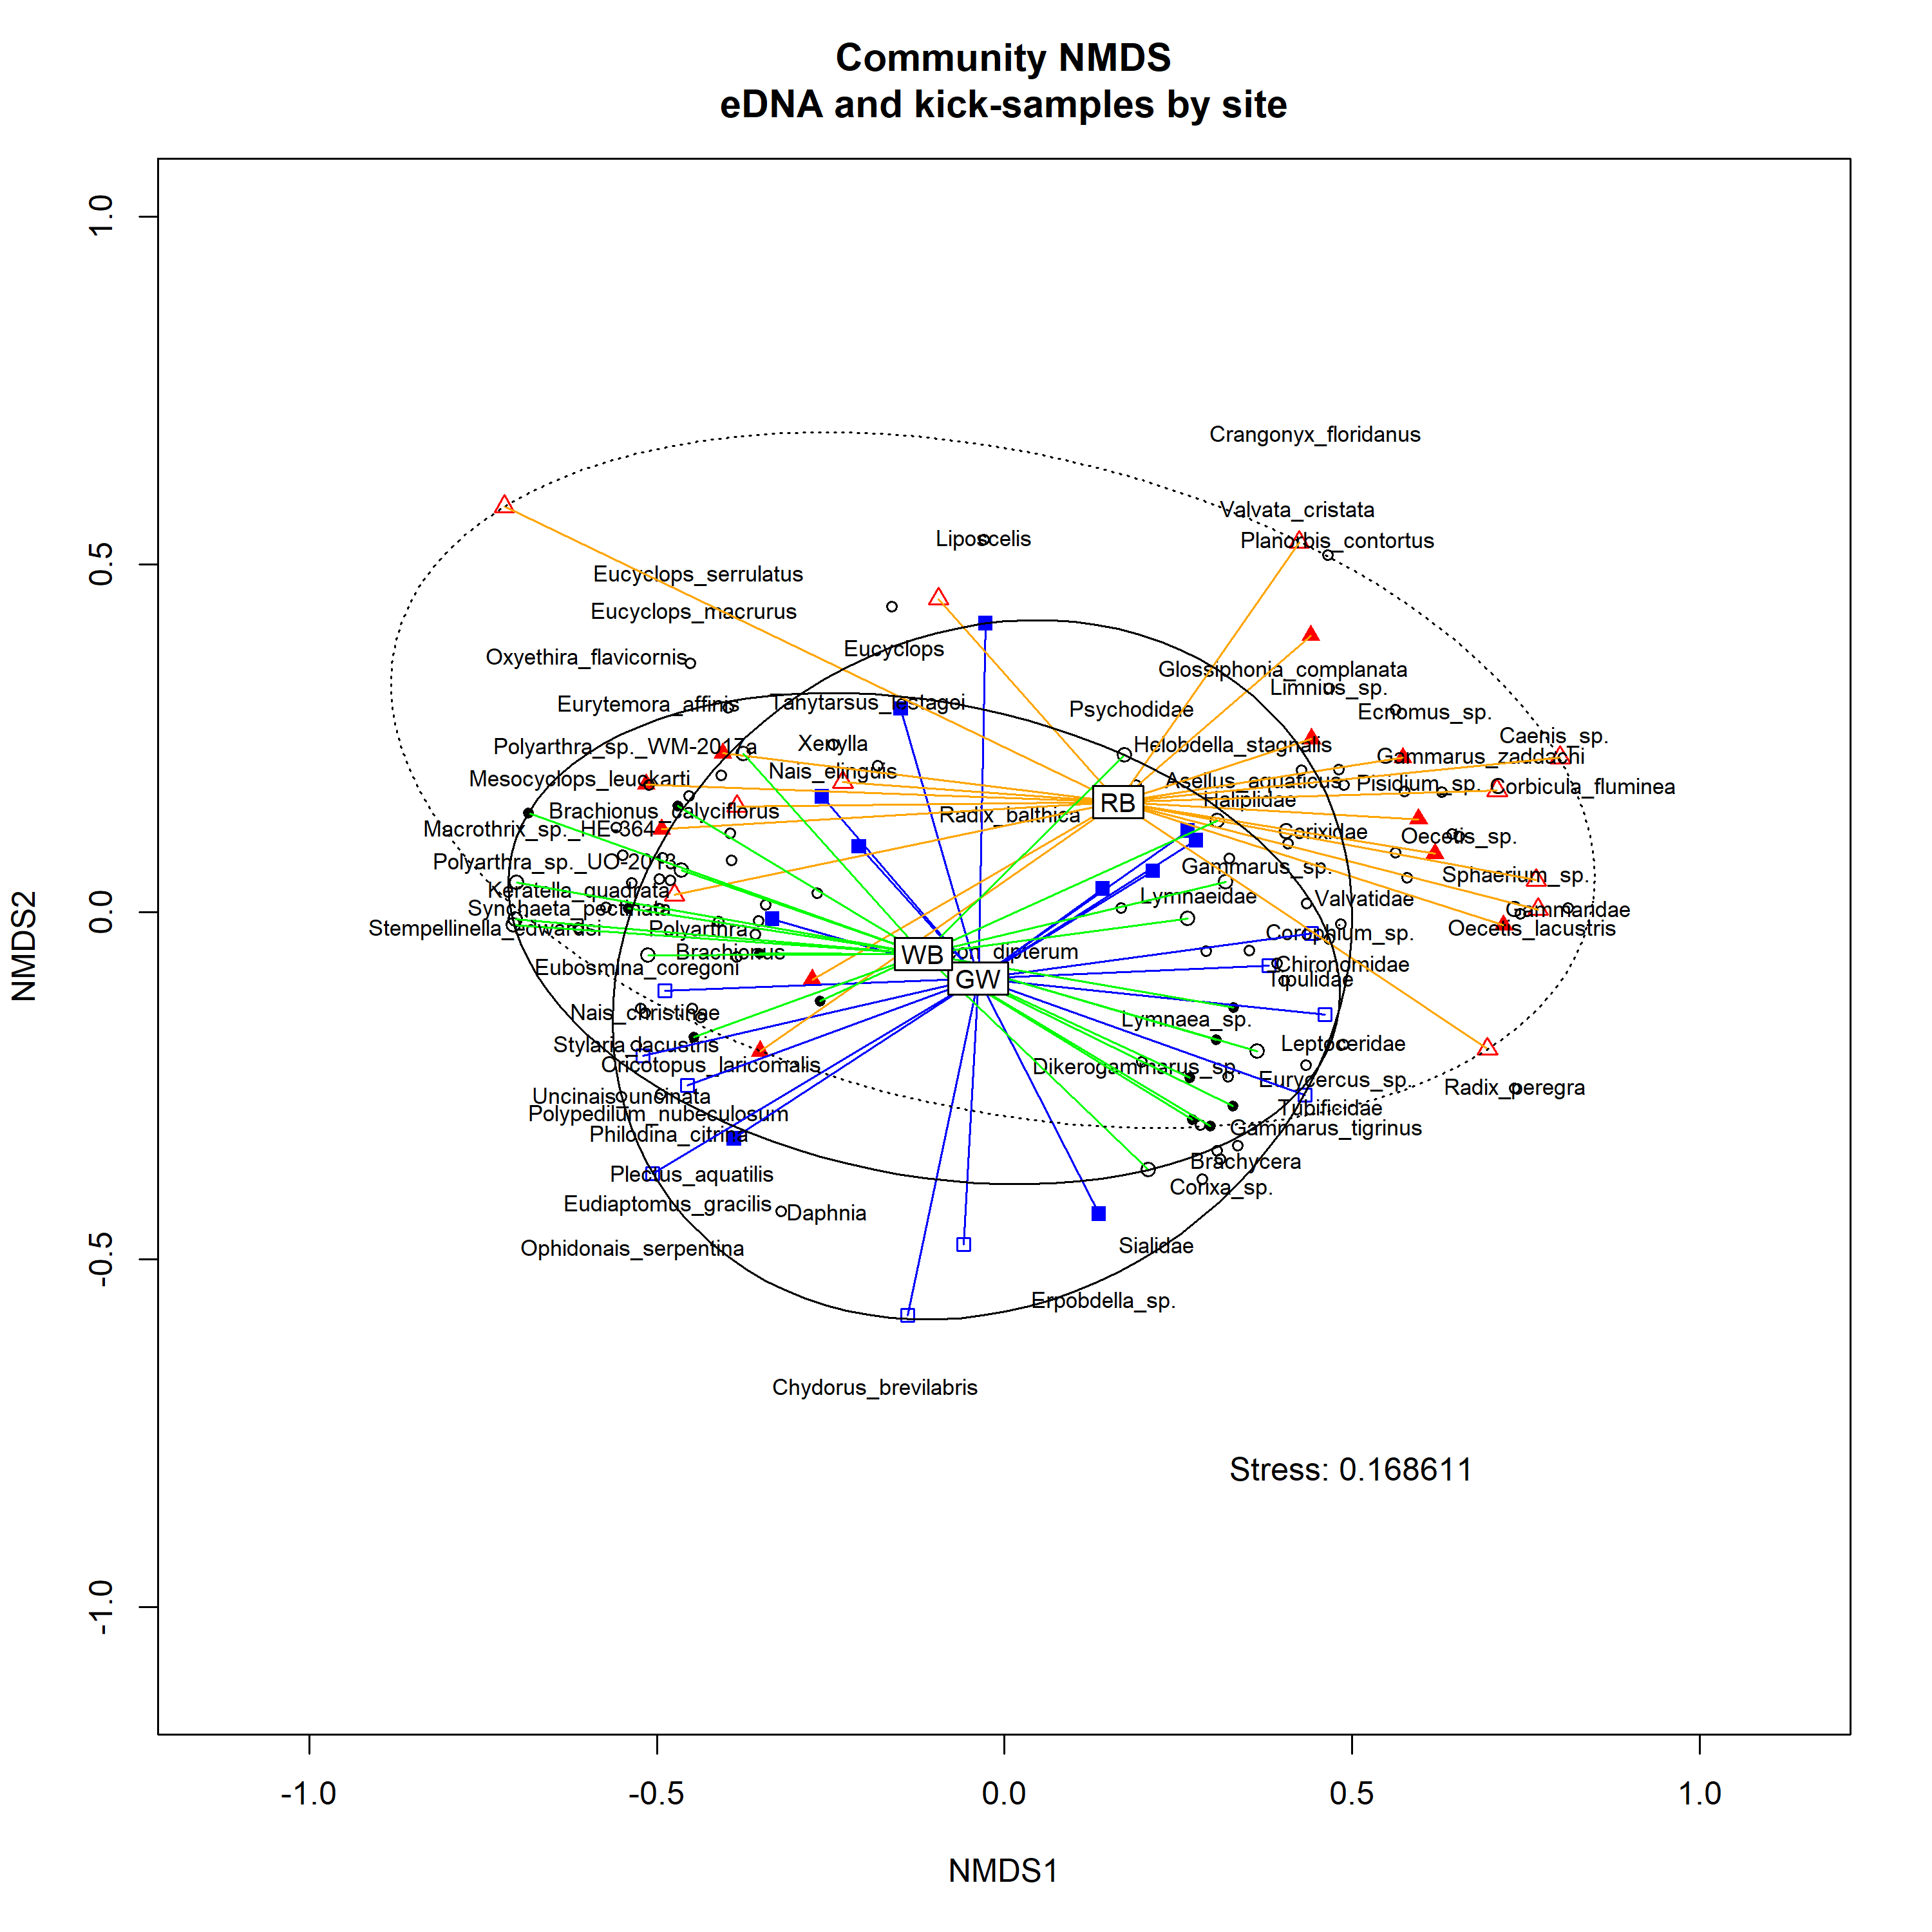 Community NMDS
eDNA and kick-samples by site
NMDS2
1.0
0.5
0.0
-0.5
-1.0
Crangonyx_floridanus
Valvata_cristata
Liposcelis
Planorbis_contortus
Eucyclops_serrulatus
Eucyclops_macrurus
Eucyclops
Oxyethira_flavicornis
Glossiphonia_complanata
Limnius_sp.
Eurytemora_affinis
Tanytarsus_lestagei
Psychodidae
Ecnomus_sp.
Caenis_sp.
Polyarthra_sp._WM-2017a
Xenylla
Helobdella_stagnalis
Gammarus_zaddachi
Mesocyclops_leuckarti
Nais_elinguis
Asellus_aquaticus
Pisidium_sp.
Corbicula_fluminea
RB
Haliplidae
Brachionus_calyciflorus
Radix_balthica
Macrothrix_sp._HE-364
Corixidae
Oecetis_sp.
Polyarthra_sp._UO-2013
Gammarus_sp.
Sphaerium_sp.
Keratella_quadrata
Lymnaeidae
Valvatidae
Synchaeta_pectinata
Gammaridae
Stempellinella_edwardsi
Polyarthra
Corophium_sp.
Oecetis_lacustris
Brachionus
WB
on_dipterum
Eubosmina_coregoni
GW
Chironomidae
Tipulidae
Nais_christinae
Lymnaea_sp.
Stylaria_lacustris
Leptoceridae
Cricotopus_laricomalis
Dikerogammarus_sp.
Eurycercus_sp.
Uncinais_uncinata
Radix_peregra
Polypedilum_nubeculosum
Tubificidae
Philodina_citrina
Gammarus_tigrinus
Plectus_aquatilis
Brachycera
Corixa_sp.
Eudiaptomus_gracilis
Daphnia
Ophidonais_serpentina
Sialidae
Erpobdella_sp.
Chydorus_brevilabris
Stress: 0.168611
-1.0
-0.5
0.0
0.5
1.0
NMDS1